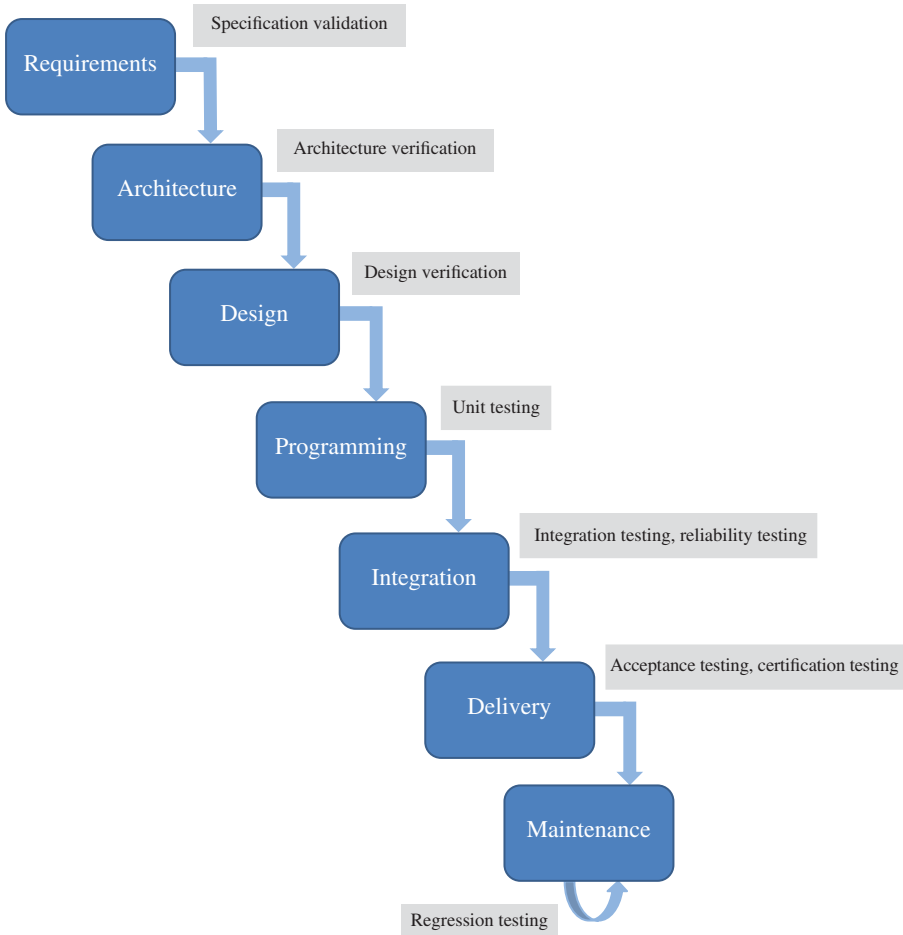 Specification validation
Requirements
Architecture verification
Architecture
Design verification
Design
Unit testing
Programming
Integration testing, reliability testing
Integration
Acceptance testing, certification testing
Delivery
Maintenance
Regression testing